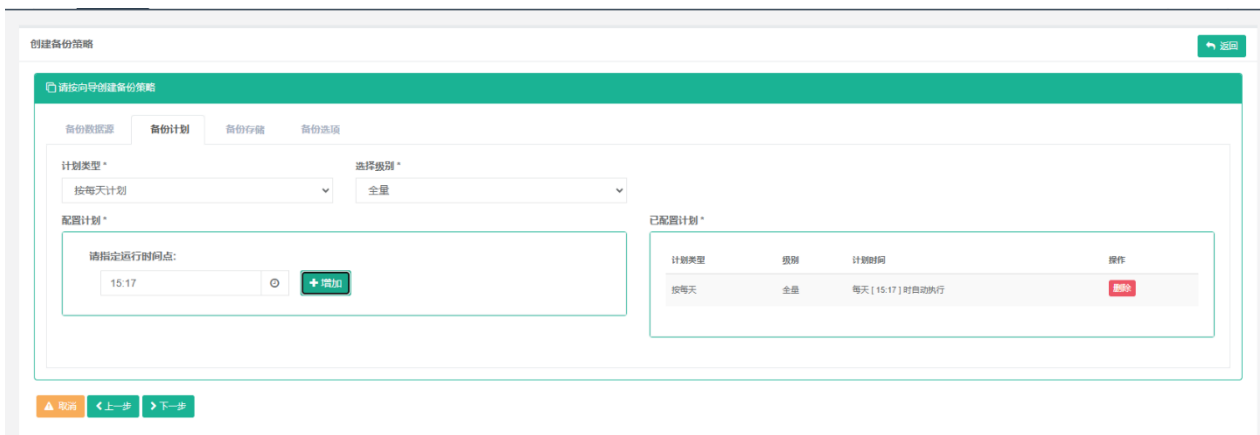 创建备份策略
返回
请按向导创建备份策略
备份数据源 备份计划 备份存储 备份选项
计划类型 * 选择级别 *
按每天计划 全量
配置计划 * 已配置计划 *
请指定运行时间点:
15:17 增加
计划类型 级别 计划时间 操作
按每天 全量 每天 [ 15:17 ] 时自动执行 删除
取消 上一步 下一步